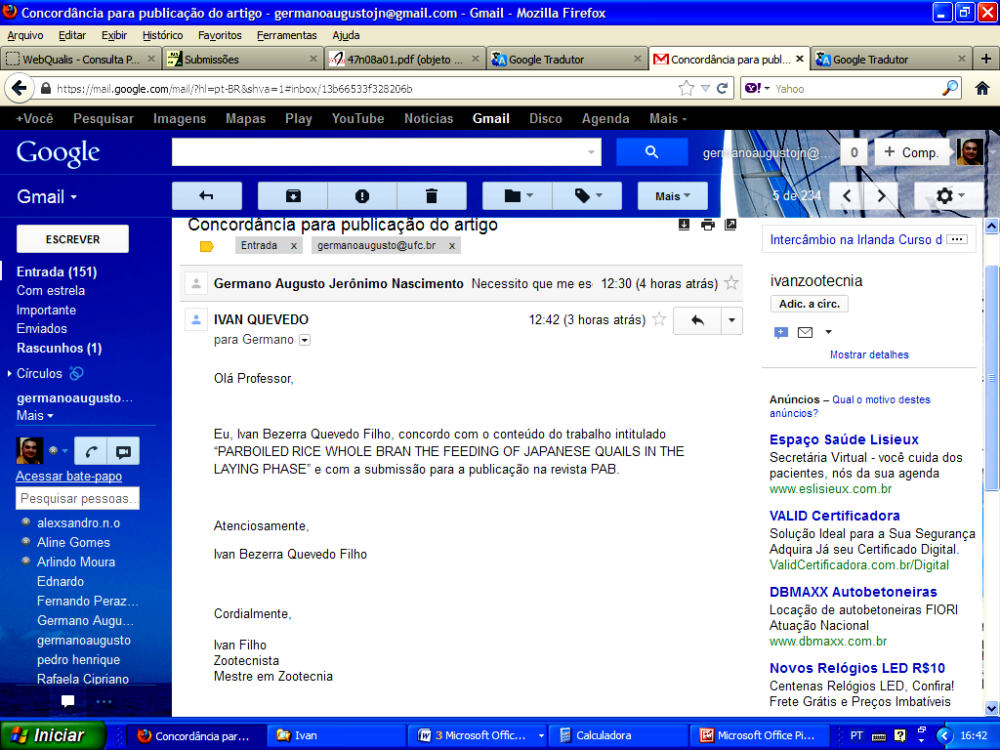 Concordância para publicação do artigo - germanoaugustojn@gmail.com - Gmail - Mozilla Firefox
Arquivo Editar Exibir Histórico Favoritos Ferramentas Ajuda
WebQualis - Consulta P... Submissões 47n08a01.pdf (objeto ... Google Tradutor Concordância para publ... Google Tradutor
https://mail.google.com/mail/?hl=pt-BR&shva=1#inbox/13b66533f328206b Yahoo
+Você Pesquisar Imagens Mapas Play YouTube Notícias Gmail Disco Agenda Mais
Google germanoaugustojn@... 0 + Comp.
Gmail Mais 5 de 234
ESCREVER
Entrada (151)
Com estrela
Importante
Enviados
Rascunhos (1)
Círculos
germanoaugusto...
Mais
Acessar bate-papo
Pesquisar pessoas...
alexsandro.n.o
Aline Gomes
Arlindo Moura
Ednardo
Fernando Peraz...
Germano Augu...
germanoaugusto
pedro henrique
Rafaela Cipriano
Concordância para publicação do artigo
Entrada x germanoaugusto@ufc.br x
Germano Augusto Jerônimo Nascimento Necessito que me es 12:30 (4 horas atrás)
IVAN QUEVEDO 12:42 (3 horas atrás)
para Germano
Olá Professor,
Eu, Ivan Bezerra Quevedo Filho, concordo com o conteúdo do trabalho intitulado
“PARBOILED RICE WHOLE BRAN THE FEEDING OF JAPANESE QUAILS IN THE
LAYING PHASE” e com a submissão para a publicação na revista PAB.
Atenciosamente,
Ivan Bezerra Quevedo Filho
Cordialmente,
Ivan Filho
Zootecnista
Mestre em Zootecnia
Intercâmbio na Irlanda Curso d
ivanzootecnia
Adic. a círc.
Mostrar detalhes
Anúncios – Qual o motivo destes
anúncios?
Espaço Saúde Lisieux
Secretária Virtual - você cuida dos
pacientes, nós da sua agenda
www.eslisieux.com.br
VALID Certificadora
Solução Ideal para a Sua Segurança
Adquira Já seu Certificado Digital.
ValidCertificadora.com.br/Digital
DBMAXX Autobetoneiras
Locação de autobetoneiras FIORI
Atuação Nacional
www.dbmaxx.com.br
Novos Relógios LED R$10
Centenas Relógios LED, Confira!
Frete Grátis e Preços Imbatíveis
Iniciar Concordância par... Ivan 3 Microsoft Offic... Calculadora Microsoft Office Pi... PT 16:42